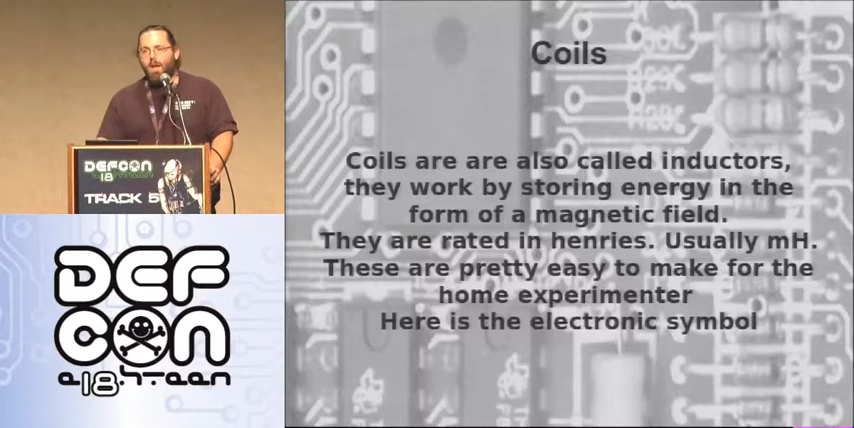 Coils
Coils are are also called inductors,
they work by storing energy in the
form of a magnetic field.
They are rated in henries. Usually mH.
These are pretty easy to make for the
home experimenter
Here is the electronic symbol
DEFCON
18
TRACK 5
DEF
CON
e18hteen